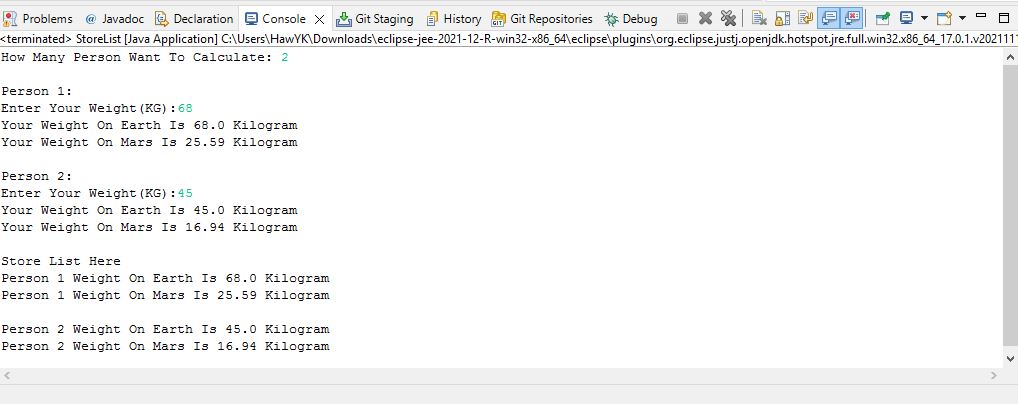 Problems @ Javadoc Declaration Console Git Staging History Git Repositories Debug
<terminated> StoreList [Java Application] C:\Users\HawYK\Downloads\eclipse-jee-2021-12-R-win32-x86_64\eclipse\plugins\org.eclipse.justj.openjdk.hotspot.jre.full.win32.x86_64_17.0.1.v2021111
How Many Person Want To Calculate: 2
Person 1:
Enter Your Weight(KG):68
Your Weight On Earth Is 68.0 Kilogram
Your Weight On Mars Is 25.59 Kilogram
Person 2:
Enter Your Weight(KG):45
Your Weight On Earth Is 45.0 Kilogram
Your Weight On Mars Is 16.94 Kilogram
Store List Here
Person 1 Weight On Earth Is 68.0 Kilogram
Person 1 Weight On Mars Is 25.59 Kilogram
Person 2 Weight On Earth Is 45.0 Kilogram
Person 2 Weight On Mars Is 16.94 Kilogram